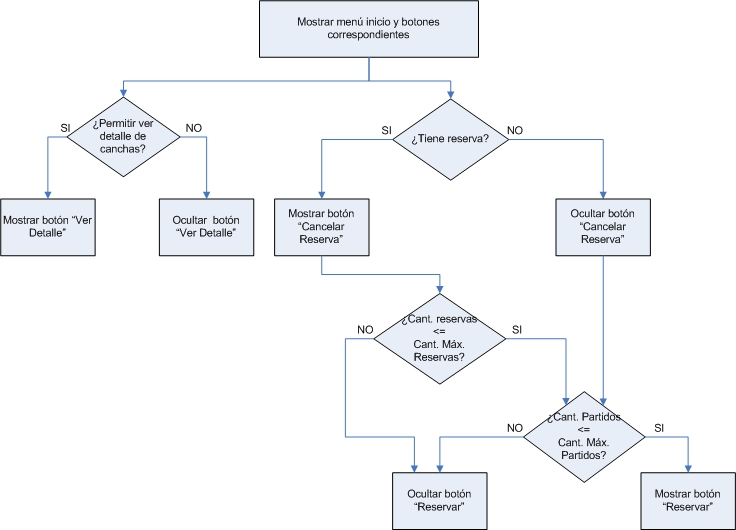 Mostrar menú inicio y botones
correspondientes
¿Permitir ver
detalle de
canchas?
SI
NO
¿Tiene reserva?
SI
NO
Mostrar botón “Ver
Detalle”
Ocultar botón
“Ver Detalle”
Mostrar botón
“Cancelar
Reserva”
Ocultar botón
“Cancelar
Reserva”
¿Cant. reservas
<=
Cant. Máx.
Reservas?
NO
SI
¿Cant. Partidos
<=
Cant. Máx.
Partidos?
NO
SI
Ocultar botón
“Reservar”
Mostrar botón
“Reservar”